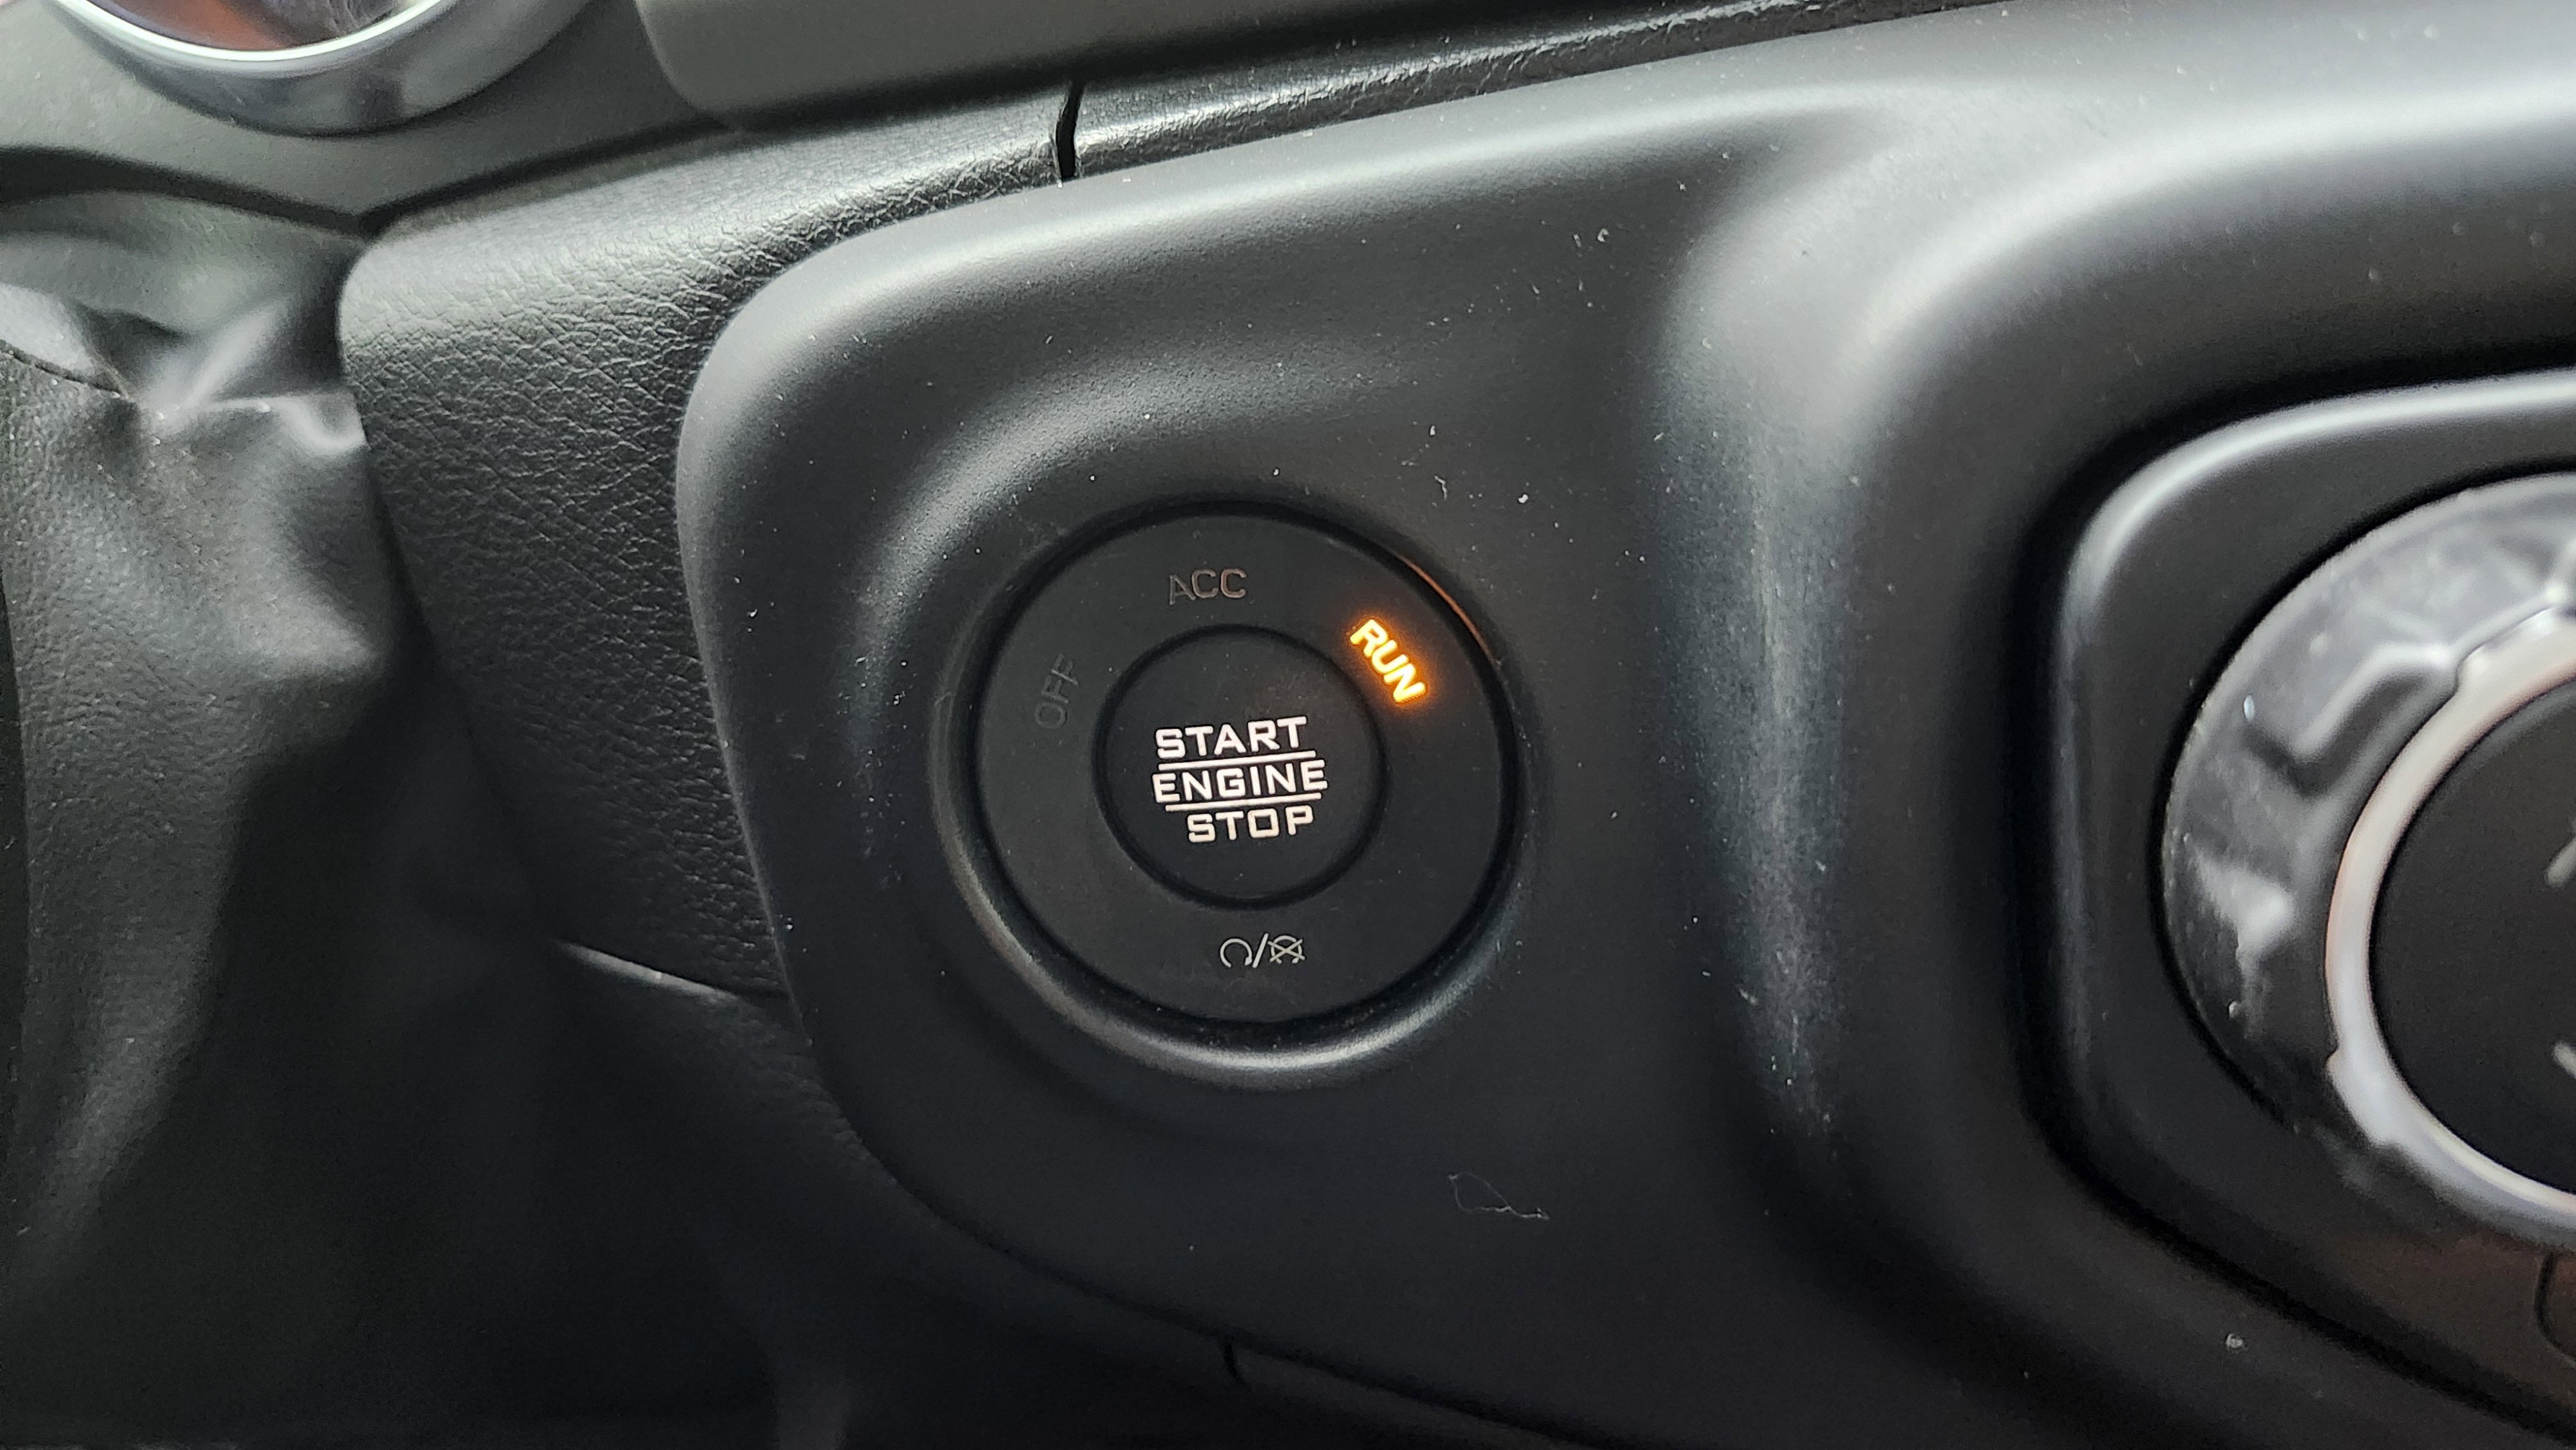 ACC
RUN
OFF
START
ENGINE
STOP